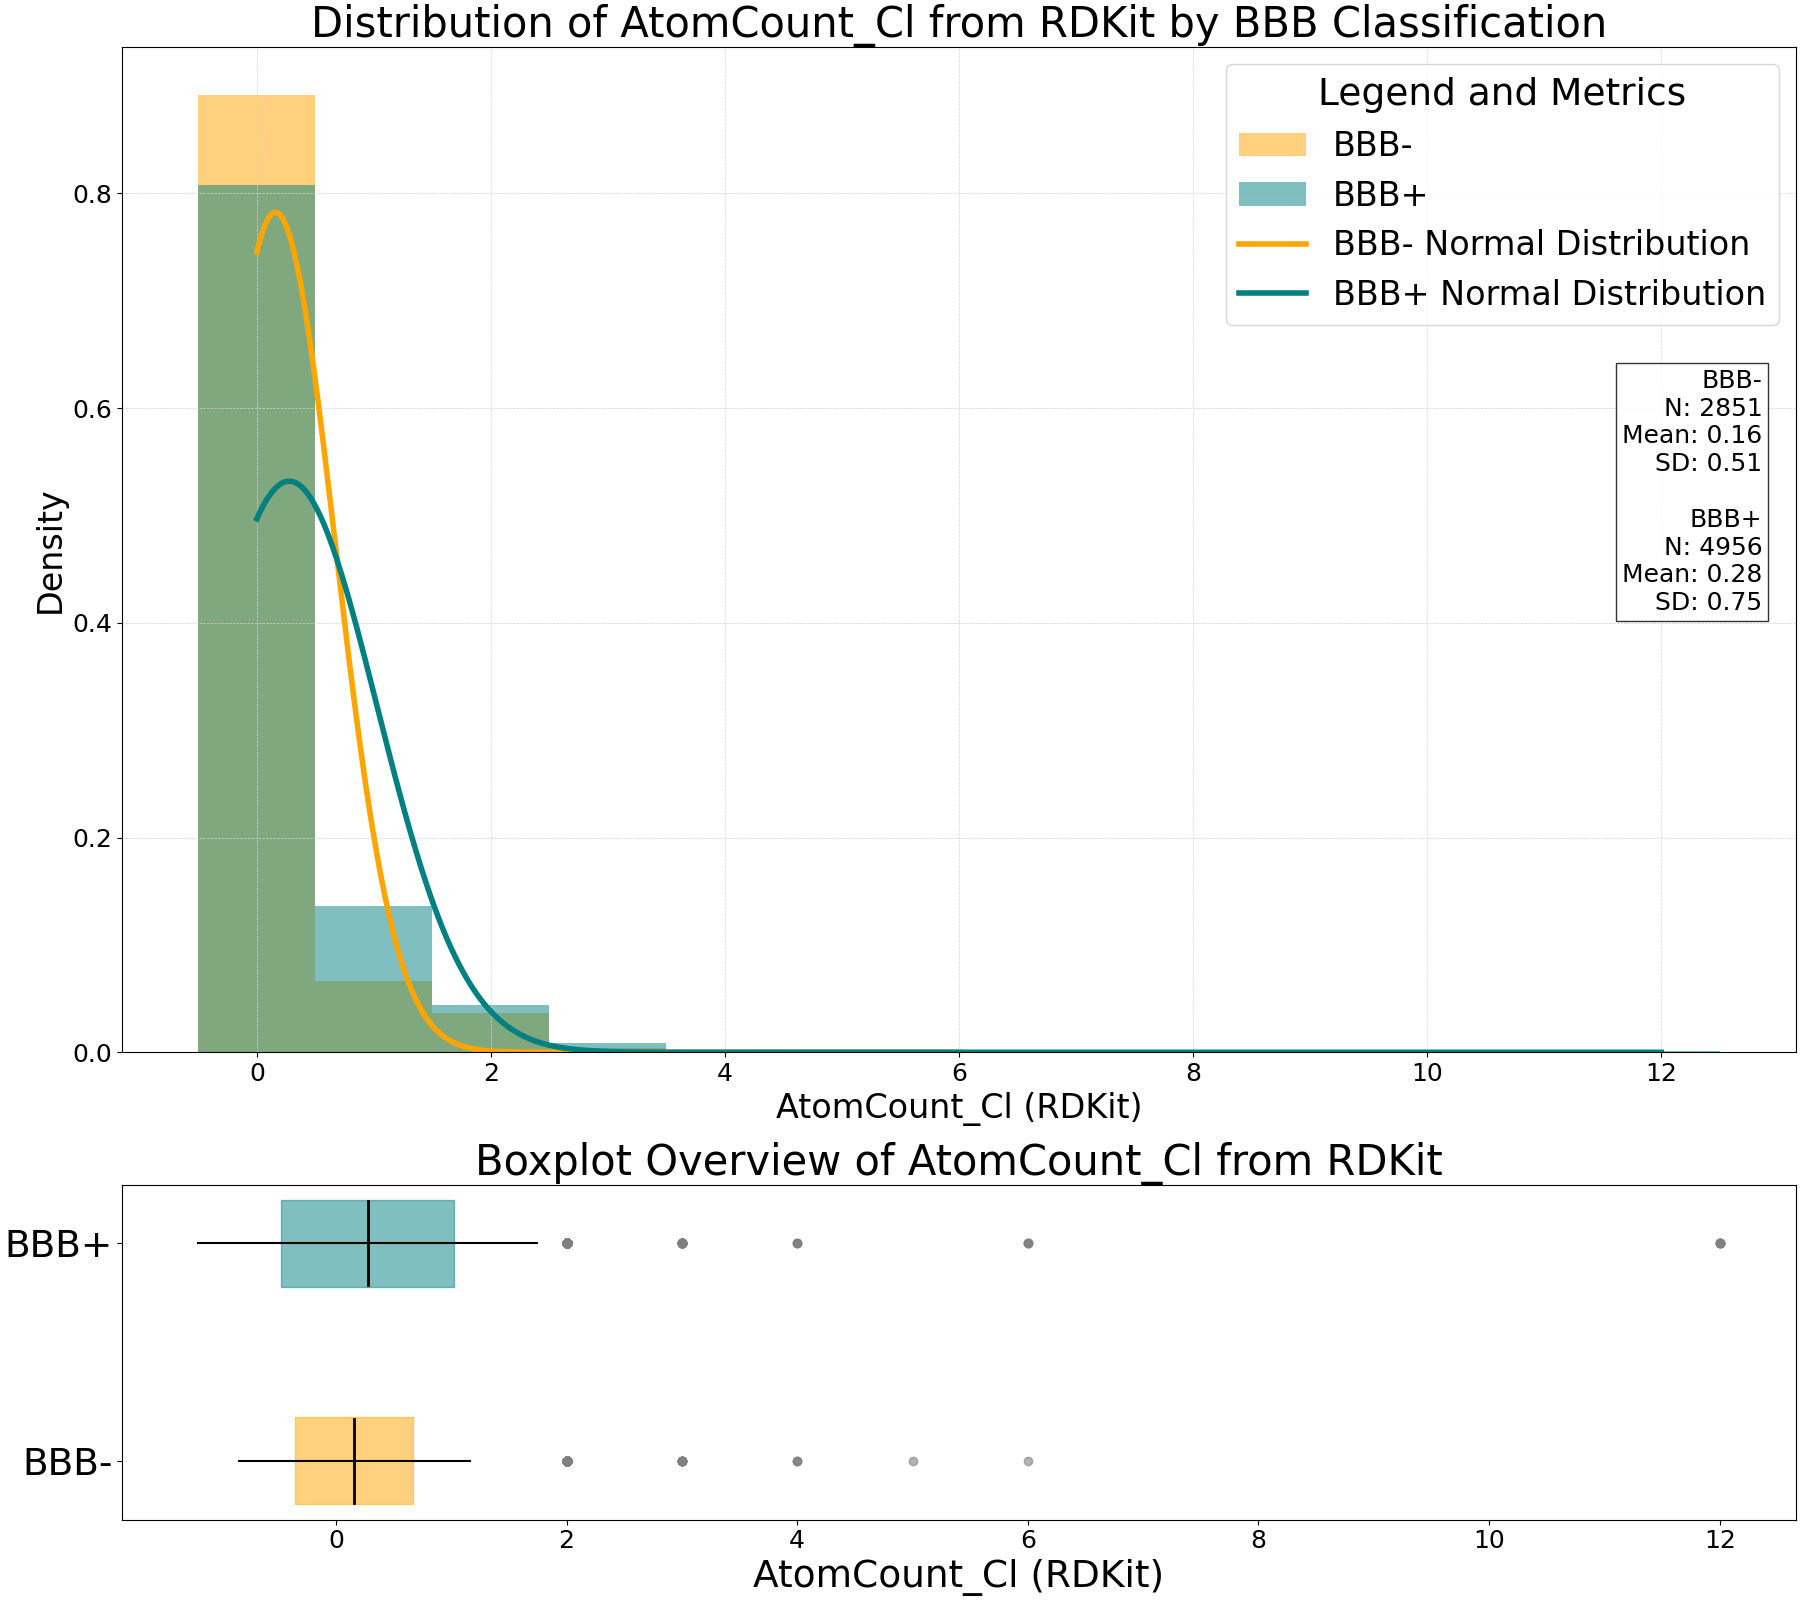 Distribution of AtomCount_Cl from RDKit by BBB Classification
Legend and Metrics
BBB-
BBB+
BBB- Normal Distribution
BBB+ Normal Distribution
BBB-
N: 2851
Mean: 0.16
SD: 0.51
BBB+
N: 4956
Mean: 0.28
SD: 0.75
Density
0.8
0.6
0.4
0.2
0.0
0 2 4 6 8 10 12
AtomCount_Cl (RDKit)
Boxplot Overview of AtomCount_Cl from RDKit
BBB+
BBB-
0 2 4 6 8 10 12
AtomCount_Cl (RDKit)